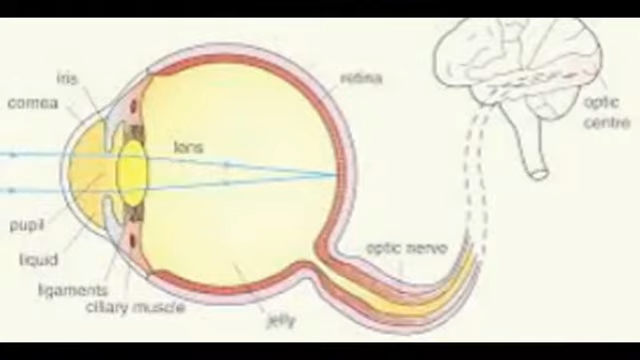 iris
cornea
retina
optic
centre
lens
pupil
liquid
optic nerve
ligaments
ciliary muscle
jelly